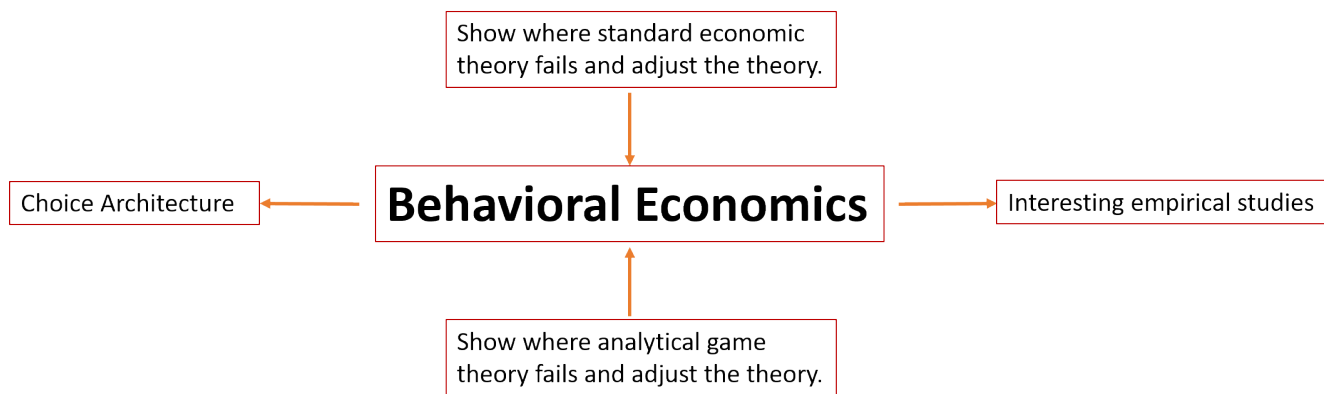 Show where standard economic
theory fails and adjust the theory.
Choice Architecture
Behavioral Economics
Interesting empirical studies
Show where analytical game
theory fails and adjust the theory.